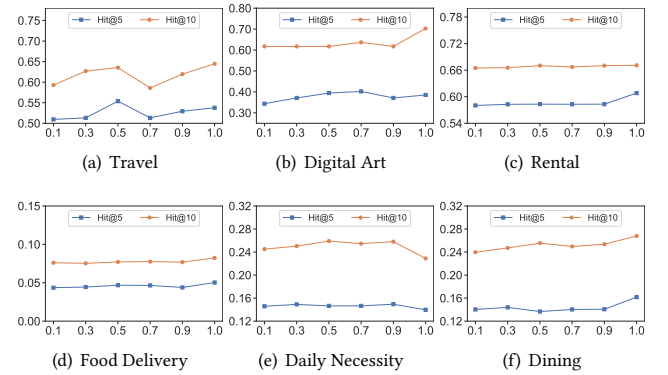 Hit@5 Hit@10
0.75
0.70
0.65
0.60
0.55
0.50
0.1 0.3 0.5 0.7 0.9 1.0
(a) Travel
Hit@5 Hit@10
0.80
0.70
0.60
0.50
0.40
0.30
0.1 0.3 0.5 0.7 0.9 1.0
(b) Digital Art
Hit@5 Hit@10
0.78
0.72
0.66
0.60
0.54
0.1 0.3 0.5 0.7 0.9 1.0
(c) Rental
Hit@5 Hit@10
0.15
0.10
0.05
0.00
0.1 0.3 0.5 0.7 0.9 1.0
(d) Food Delivery
Hit@5 Hit@10
0.32
0.28
0.24
0.20
0.16
0.12
0.1 0.3 0.5 0.7 0.9 1.0
(e) Daily Necessity
Hit@5 Hit@10
0.32
0.28
0.24
0.20
0.16
0.12
0.1 0.3 0.5 0.7 0.9 1.0
(f) Dining